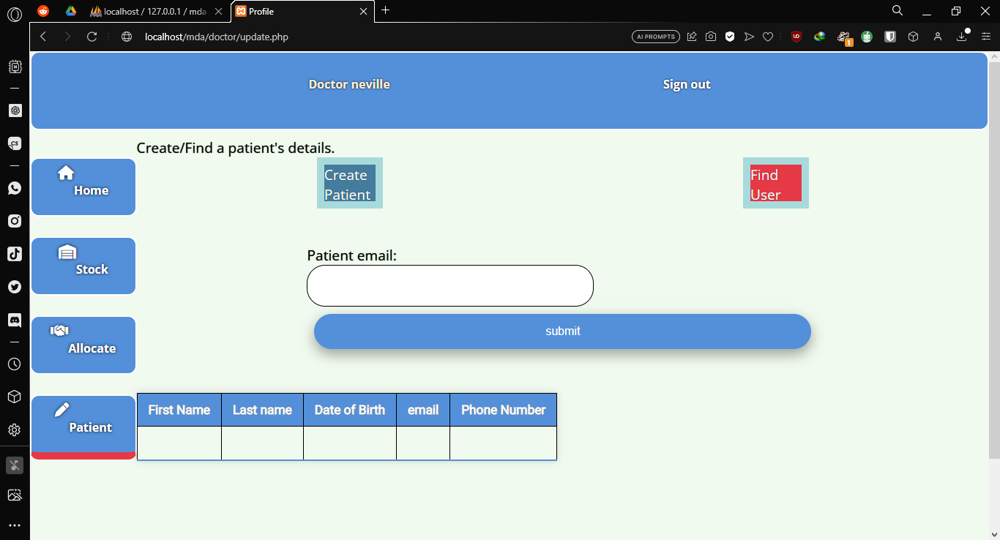 localhost / 127.0.0.1 / mda
Profile
localhost/mda/doctor/update.php
AI PROMPTS
1
Doctor neville
Sign out
Create/Find a patient's details.
Home
Create
Patient
Find
User
Stock
Patient email:
Allocate
submit
Patient
First Name
Last name
Date of Birth
email
Phone Number